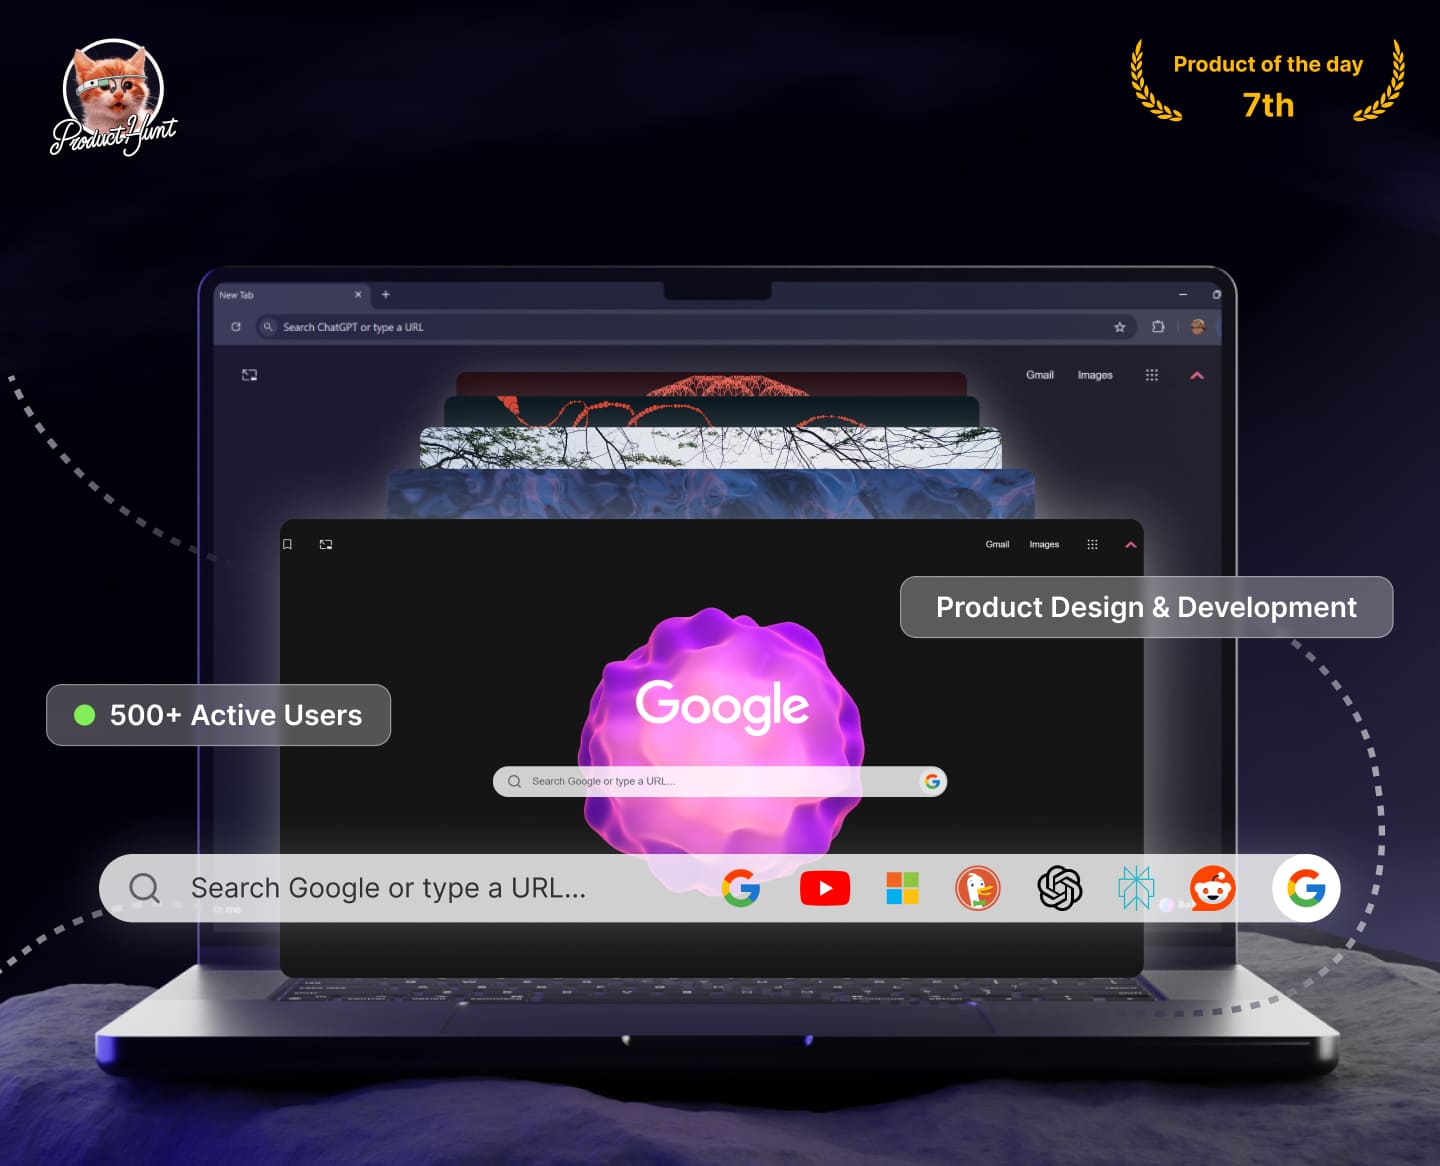 Product Hunt
Product of the day
7th
New Tab
Search ChatGPT or type a URL
Gmail Images
Gmail Images
Product Design & Development
500+ Active Users
Google
Search Google or type a URL...
Search Google or type a URL...